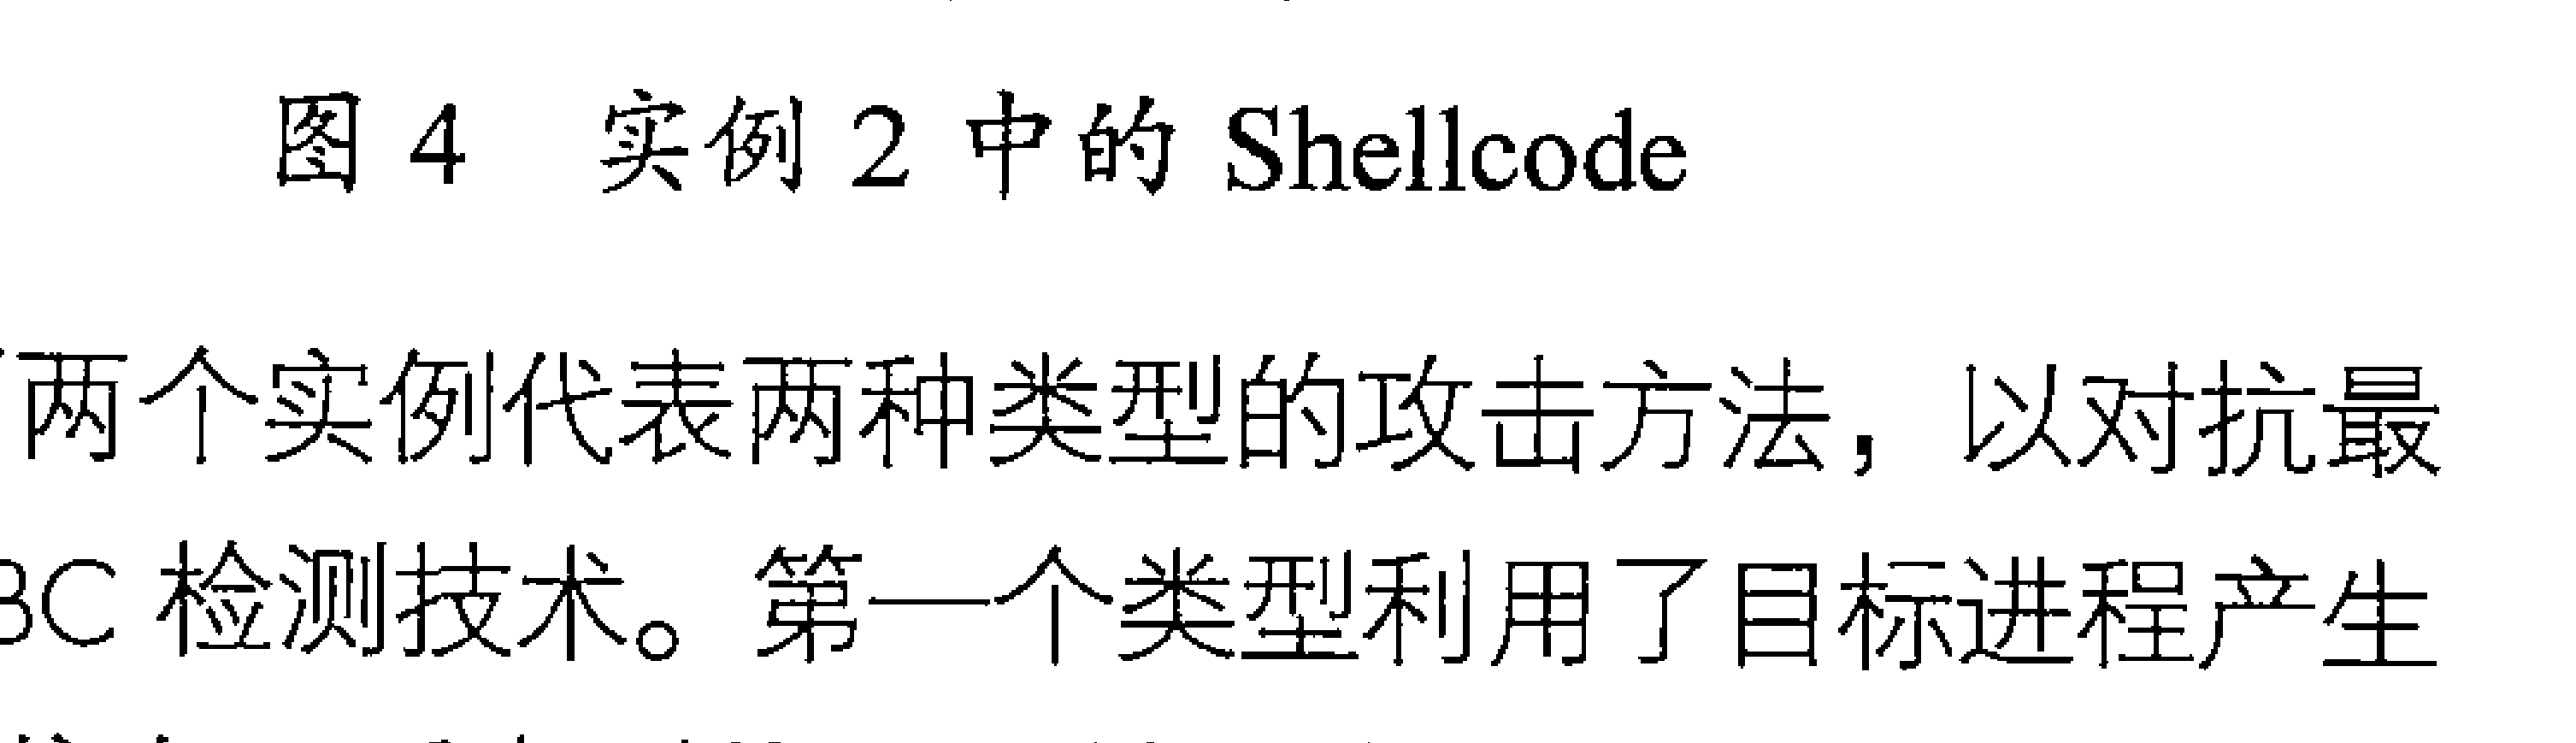 图 4 实例 2 中的 Shellcode
两个实例代表两种类型的攻击方法，以对抗最
BC 检测技术。第一个类型利用了目标进程产生